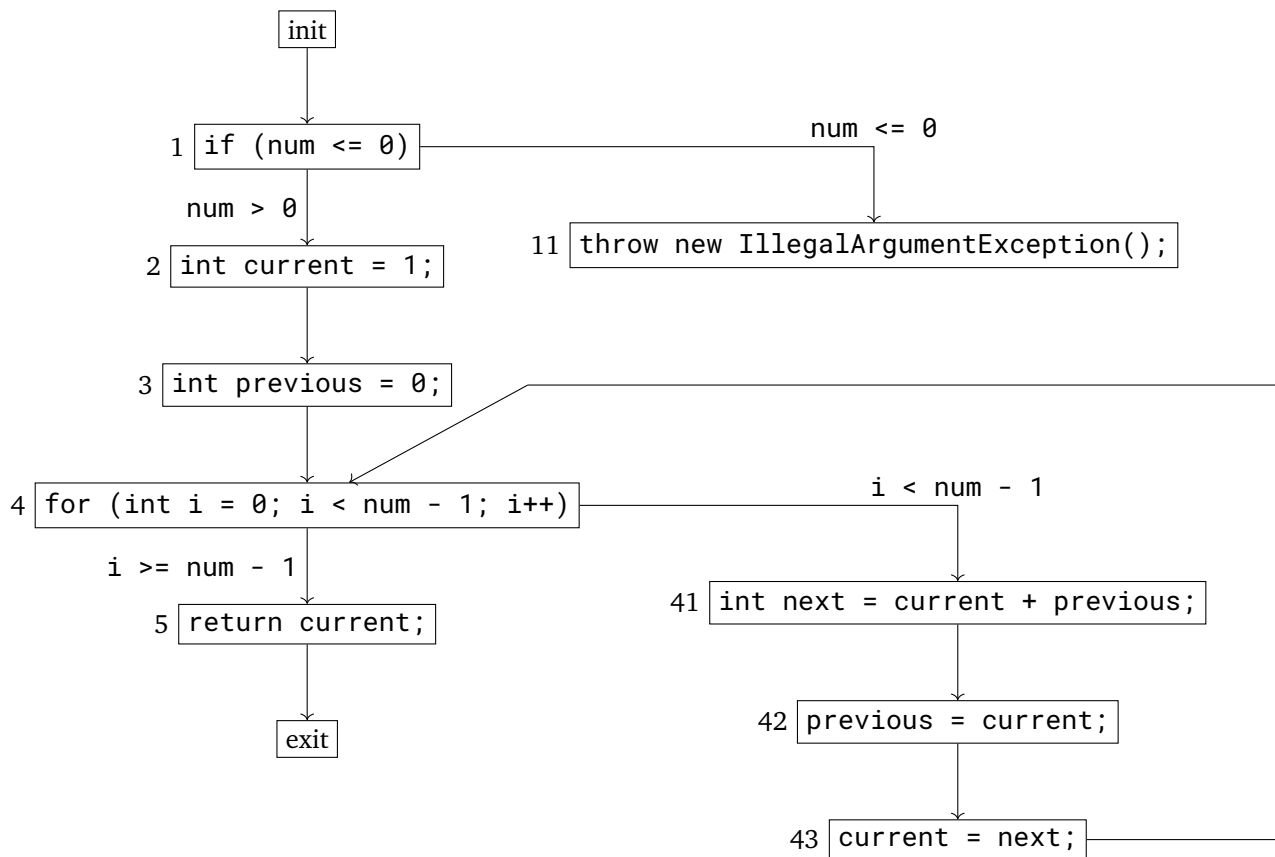 init
num <= 0
1 if (num <= 0)
num > 0
11 throw new IllegalArgumentException();
2 int current = 1;
3 int previous = 0;
i < num - 1
4 for (int i = 0; i < num - 1; i++)
i >= num - 1
41 int next = current + previous;
5 return current;
42 previous = current;
exit
43 current = next;